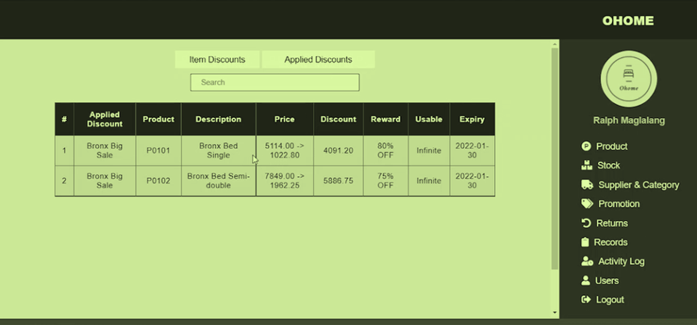 OHOME
Item Discounts Applied Discounts
Search
# Applied Discount Product Description Price Discount Reward Usable Expiry
1 Bronx Big Sale P0101 Bronx Bed Single 5114.00 -> 1022.80 4091.20 80% OFF Infinite 2022-01-30
2 Bronx Big Sale P0102 Bronx Bed Semi-double 7849.00 -> 1962.25 5886.75 75% OFF Infinite 2022-01-30
Ohome
Ralph Maglalang
Product
Stock
Supplier & Category
Promotion
Returns
Records
Activity Log
Users
Logout